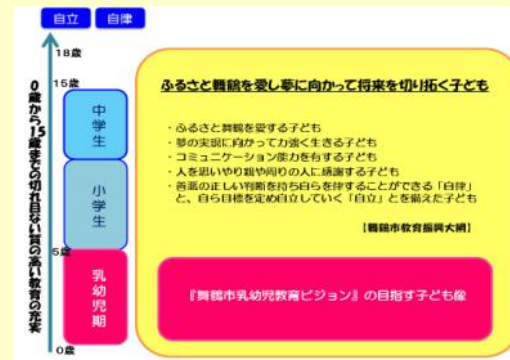 自立 自律
18歳
15歳
5歳
0歳
0歳から15歳までの切れ目ない質の高い教育の充実
中学生
小学生
乳幼児期
ふるさと舞鶴を愛し夢に向かって将来を切り拓く子ども
・ふるさと舞鶴を愛する子ども
・夢の実現に向かって力強く生きる子ども
・コミュニケーション能力を有する子ども
・人を思いやり親や周りの人に感謝する子ども
・善悪の正しい判断を持ち自らを律することができる「自律」
と、自ら目標を定め自立していく「自立」とを備えた子ども
【舞鶴市教育振興大綱】
『舞鶴市乳幼児教育ビジョン』の目指す子ども像